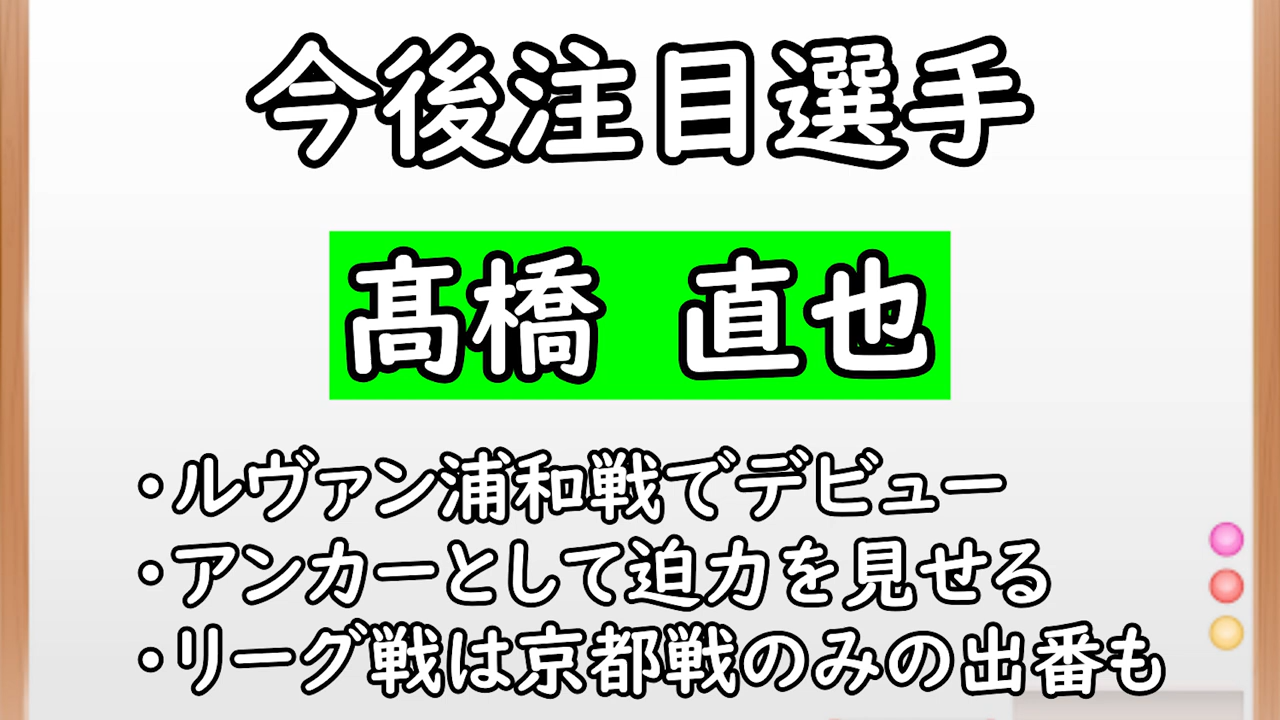 今後注目選手
髙橋 直也
・ルヴァン浦和戦でデビュー
・アンカーとして迫力を見せる
・リーグ戦は京都戦のみの出番も